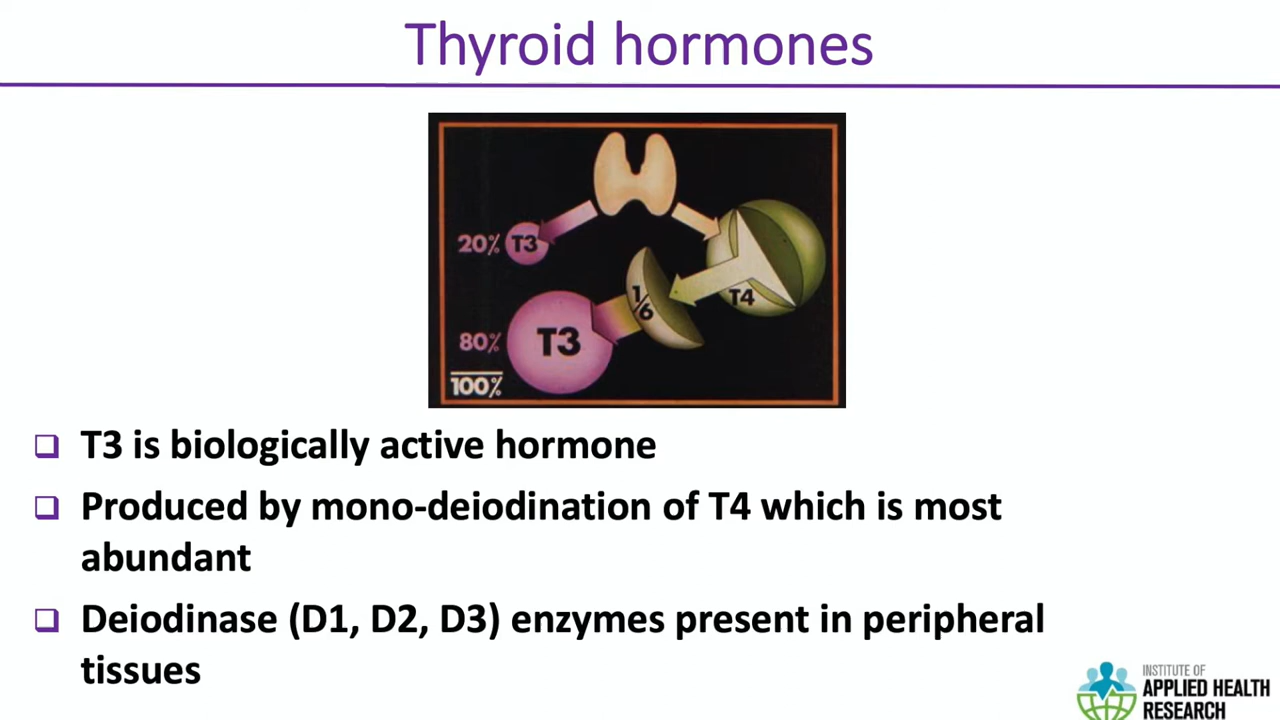 Thyroid hormones
20% T3
1/6
T4
80% T3
100%
❑ T3 is biologically active hormone
❑ Produced by mono-deiodination of T4 which is most
abundant
❑ Deiodinase (D1, D2, D3) enzymes present in peripheral
tissues
INSTITUTE OF
APPLIED HEALTH
RESEARCH